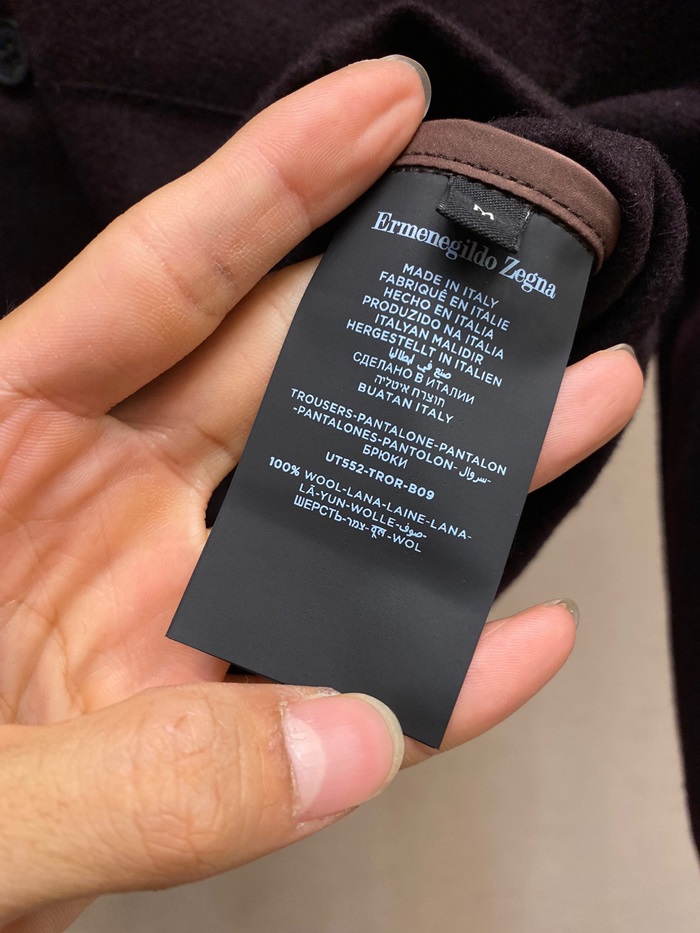 M
Ermenegildo Zegna
MADE IN ITALY
FABRIQUÉ EN ITALIE
HECHO EN ITALIA
PRODUZIDO NA ITALIA
ITALYAN MALIDIR
HERGESTELLT IN ITALIEN
صنع في ايطاليا
СДЕЛАНО В ИТАЛИИ
תוצרת איטליה
BUATAN ITALY
TROUSERS-PANTALONE-PANTALON
-PANTALONES-PANTOLON-سروال-
БРЮКИ
UT552-TROR-B09
100% WOOL-LANA-LAINE-LANA-
LÃ-YUN-WOLLE-صوف-
ШЕРСТЬ-צמר-वूल-WOL